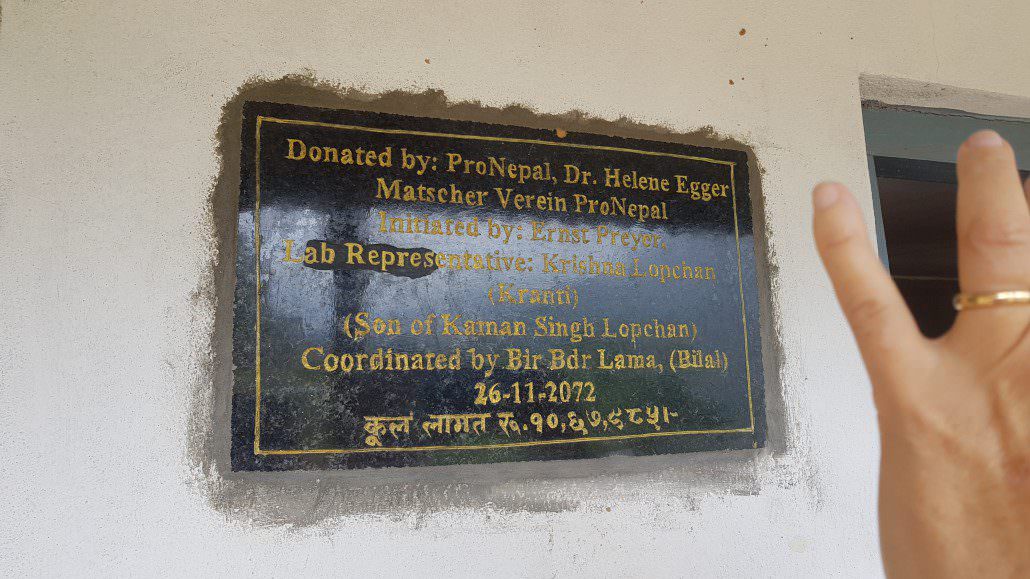 Donated by: ProNepal, Dr. Helene Egger
Matscher Verein ProNepal
Initiated by: Ernst Preyer.
Lab Representative: Krishna Lopchan
(Kranti)
(Son of Kaman Singh Lopchan)
Coordinated by Bir Bdr Lama, (Bilal)
26-11-2072
कूल लागत रू.१०,६७,९८५।-